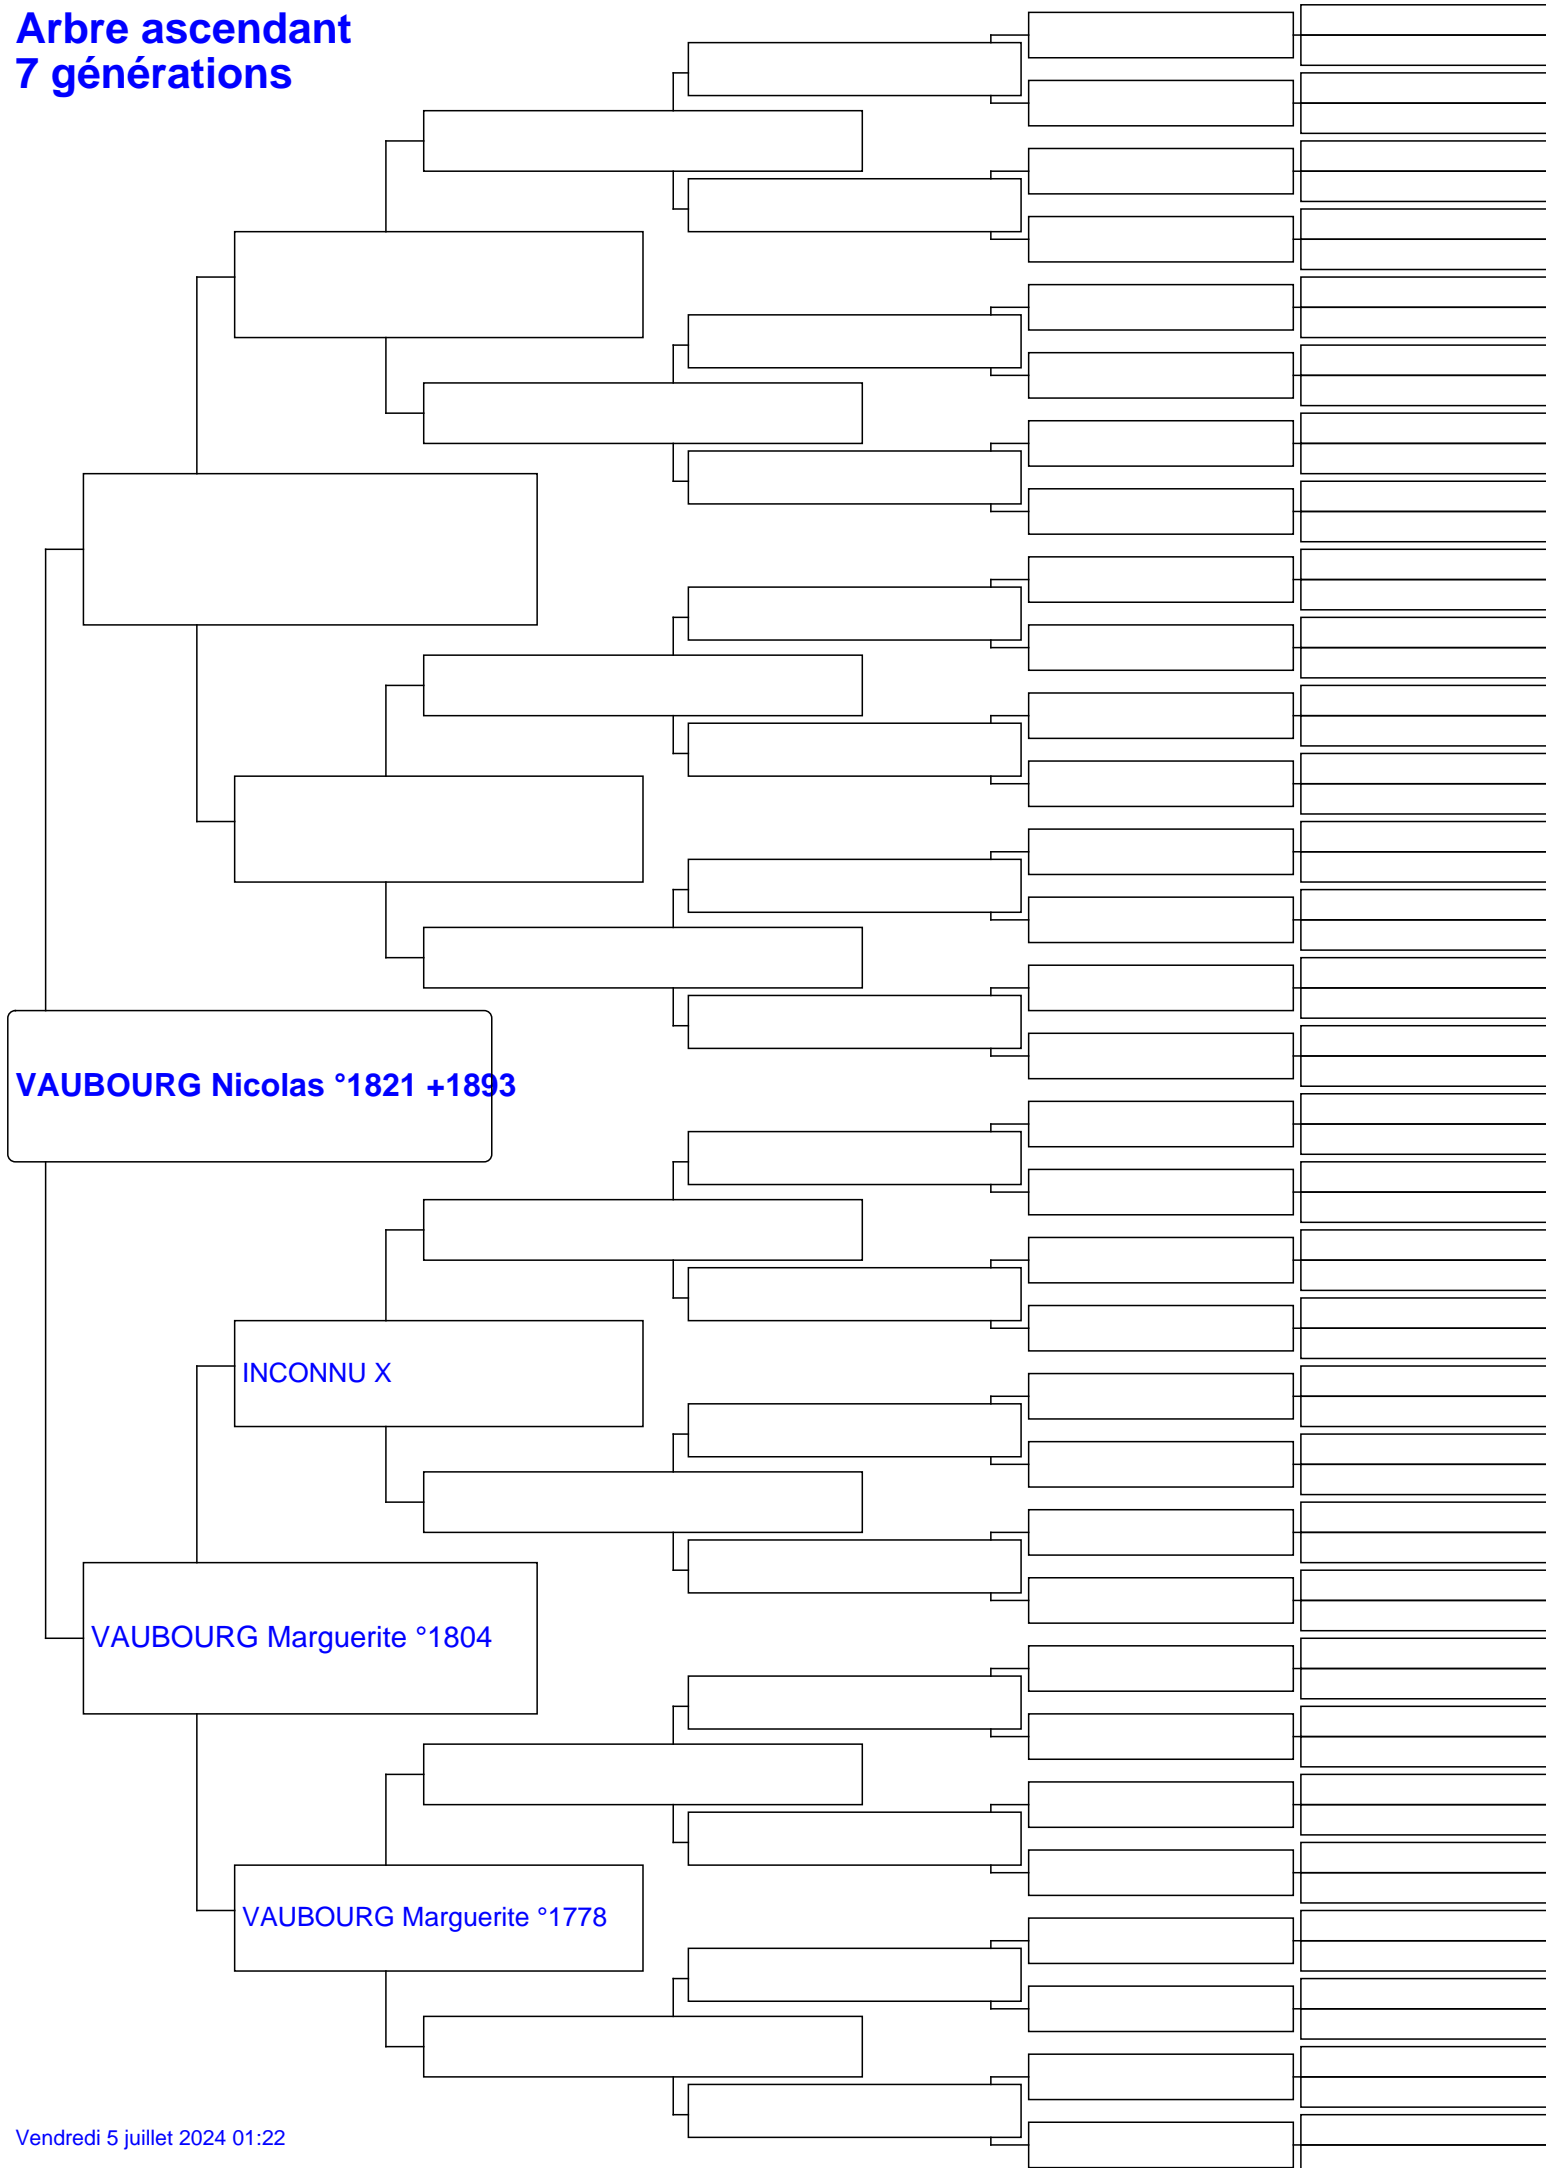 Arbre ascendant
7 générations
VAUBOURG Nicolas °1821 +1893
INCONNU X
VAUBOURG Marguerite °1804
VAUBOURG Marguerite °1778
Vendredi 5 juillet 2024 01:22